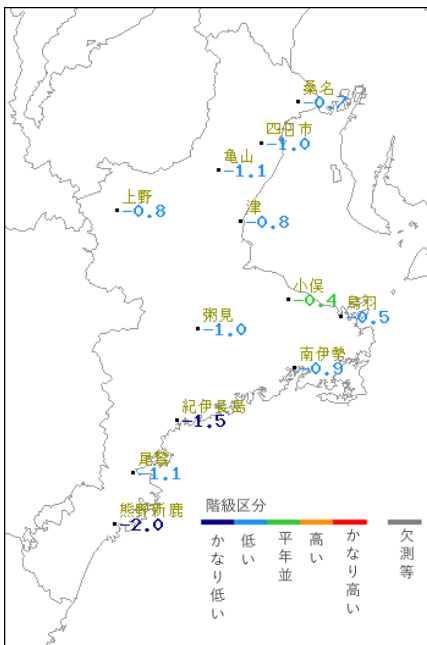 桑名
-0.7
四日市
-1.0
亀山
-1.1
上野
-0.8
津
-0.8
小俣
-0.4
鳥羽
-0.5
粥見
-1.0
南伊勢
-0.9
紀伊長島
-1.5
尾鷲
-1.1
熊野新鹿
-2.0
階級区分
かなり低い
低い
平年並
高い
かなり高い
欠測等